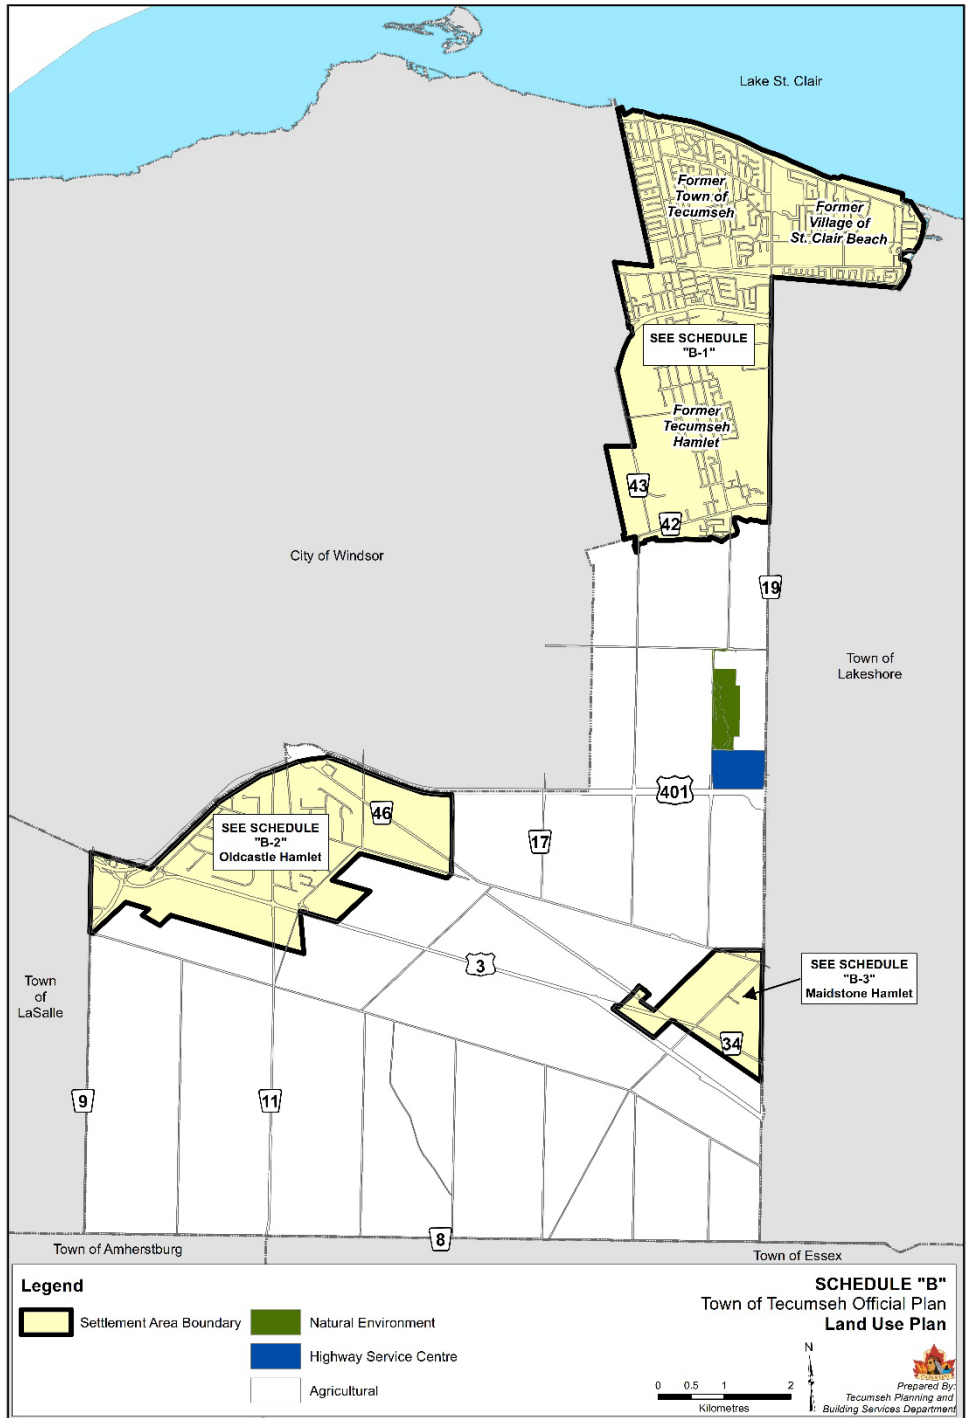 Lake St. Clair
Former
Town of
Tecumseh
Former
Village of
St. Clair Beach
SEE SCHEDULE
"B-1"
Former
Tecumseh
Hamlet
43
42
City of Windsor
19
Town of
Lakeshore
401
46
SEE SCHEDULE
"B-2"
Oldcastle Hamlet
17
3
SEE SCHEDULE
"B-3"
Maidstone Hamlet
Town
of
LaSalle
34
9
11
8
Town of Amherstburg
Town of Essex
Legend
Settlement Area Boundary
Natural Environment
Highway Service Centre
Agricultural
SCHEDULE "B"
Town of Tecumseh Official Plan
Land Use Plan
N
0 0.5 1 2
Kilometres
Prepared By:
Tecumseh Planning and
Building Services Department